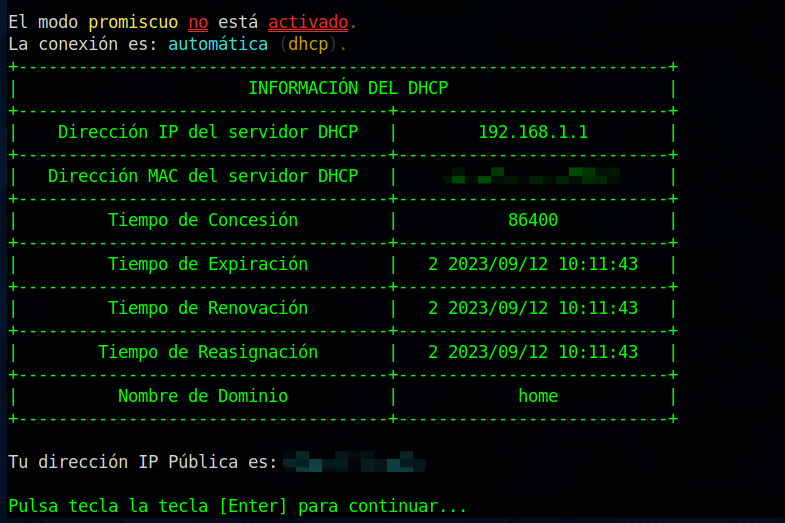 El modo promiscuo no está activado.
La conexión es: automática (dhcp).
INFORMACIÓN DEL DHCP
Dirección IP del servidor DHCP | 192.168.1.1
Dirección MAC del servidor DHCP |
Tiempo de Concesión | 86400
Tiempo de Expiración | 2 2023/09/12 10:11:43
Tiempo de Renovación | 2 2023/09/12 10:11:43
Tiempo de Reasignación | 2 2023/09/12 10:11:43
Nombre de Dominio | home
Tu dirección IP Pública es:
Pulsa tecla la tecla [Enter] para continuar...